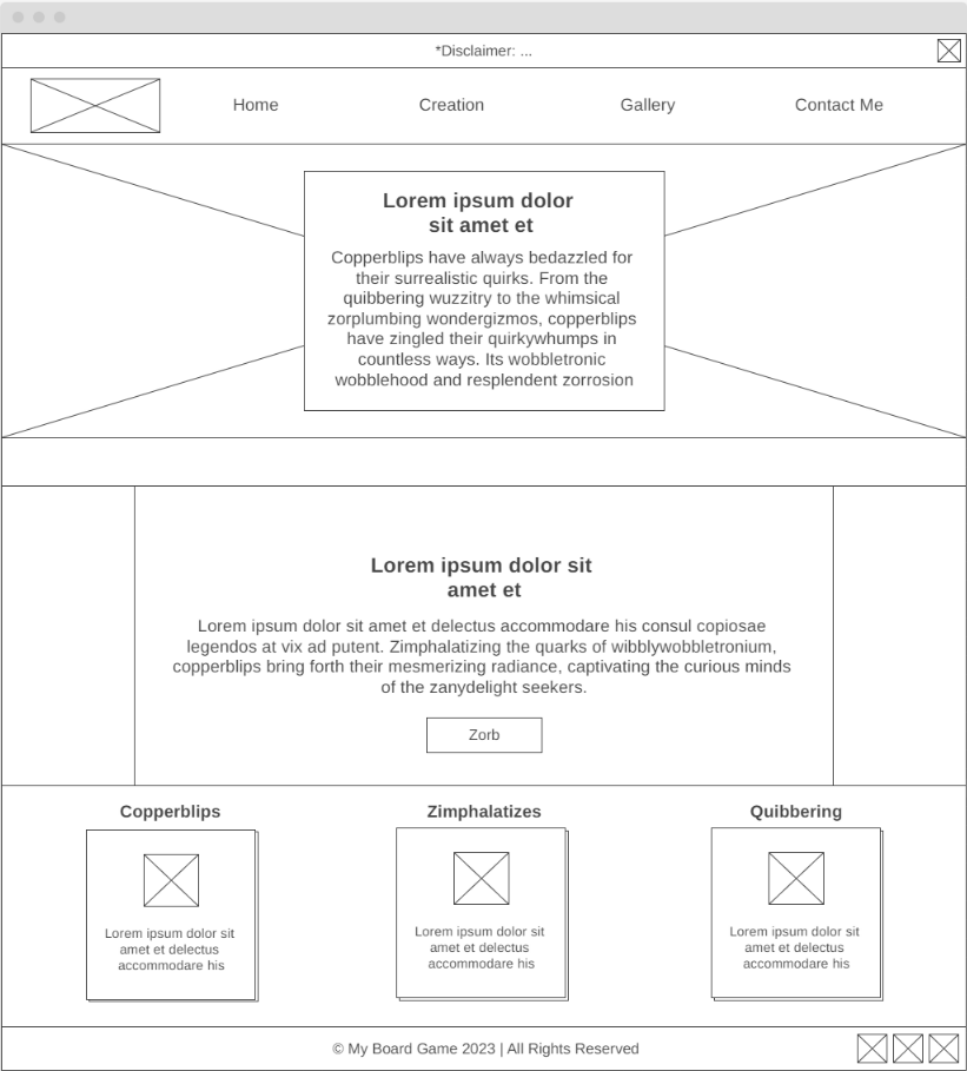 *Disclaimer: ...
Home Creation Gallery Contact Me
Lorem ipsum dolor
sit amet et
Copperblips have always bedazzled for
their surrealistic quirks. From the
quibbering wuzzitry to the whimsical
zorplumbing wondergizmos, copperblips
have zingled their quirkywhumps in
countless ways. Its wobbletronic
wobblehood and resplendent zorrosion
Lorem ipsum dolor sit
amet et
Lorem ipsum dolor sit amet et delectus accommodare his consul copiosae
legendos at vix ad putent. Zimphalatizing the quarks of wibblywobbletronium,
copperblips bring forth their mesmerizing radiance, captivating the curious minds
of the zanydelight seekers.
Zorb
Copperblips
Lorem ipsum dolor sit
amet et delectus
accommodare his
Zimphalatizes
Lorem ipsum dolor sit
amet et delectus
accommodare his
Quibbering
Lorem ipsum dolor sit
amet et delectus
accommodare his
© My Board Game 2023 | All Rights Reserved